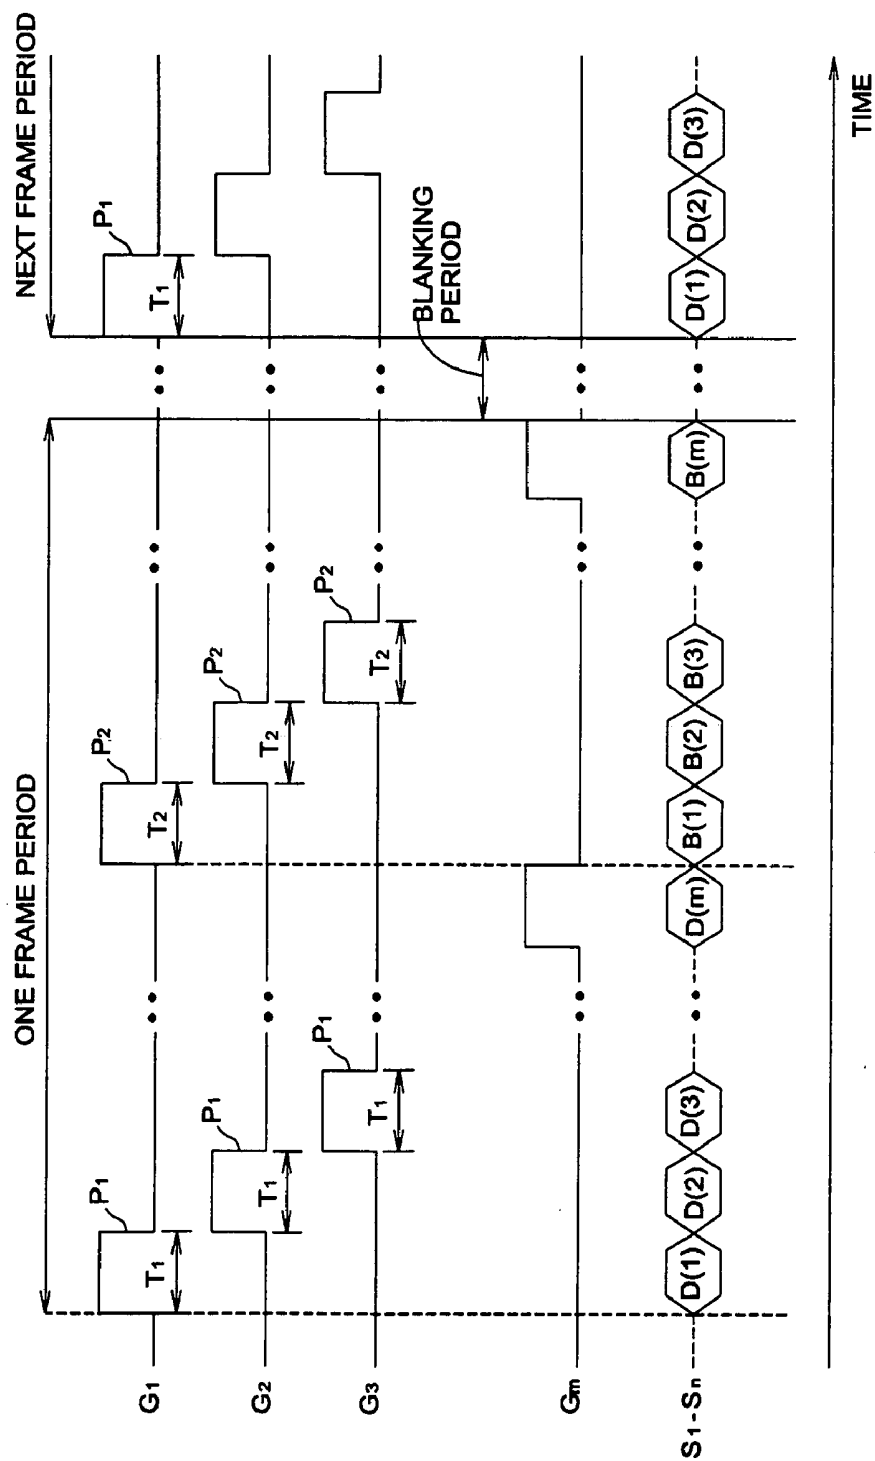 ONE FRAME PERIOD
NEXT FRAME PERIOD
G1
P1
T1
P2
T2
P1
T1
G2
P1
T1
P2
T2
G3
P1
T1
P2
T2
BLANKING
PERIOD
Gm
S1-Sn
D(1) D(2) D(3) D(m) B(1) B(2) B(3) B(m) D(1) D(2) D(3)
TIME